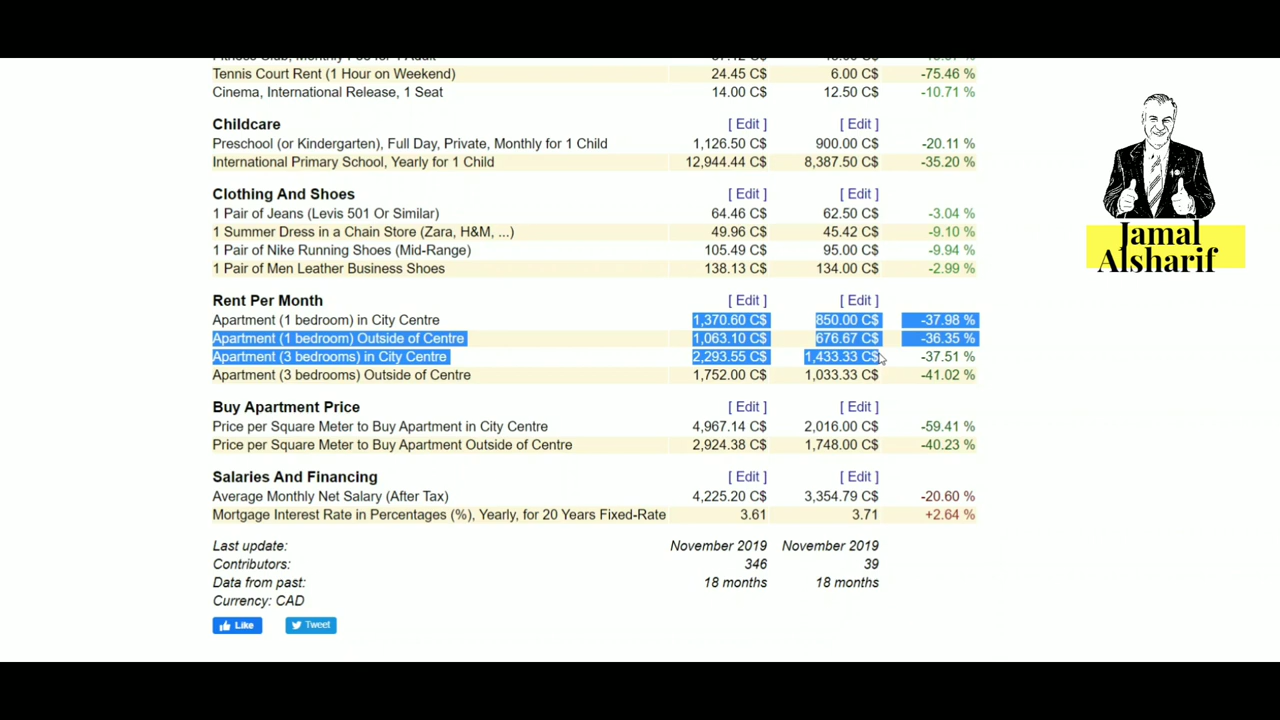 Tennis Court Rent (1 Hour on Weekend) 24.45 C$ 6.00 C$ -75.46 %
Cinema, International Release, 1 Seat 14.00 C$ 12.50 C$ -10.71 %
Childcare [ Edit ] [ Edit ]
Preschool (or Kindergarten), Full Day, Private, Monthly for 1 Child 1,126.50 C$ 900.00 C$ -20.11 %
International Primary School, Yearly for 1 Child 12,944.44 C$ 8,387.50 C$ -35.20 %
Clothing And Shoes [ Edit ] [ Edit ]
1 Pair of Jeans (Levis 501 Or Similar) 64.46 C$ 62.50 C$ -3.04 %
1 Summer Dress in a Chain Store (Zara, H&M, ...) 49.96 C$ 45.42 C$ -9.10 %
1 Pair of Nike Running Shoes (Mid-Range) 105.49 C$ 95.00 C$ -9.94 %
1 Pair of Men Leather Business Shoes 138.13 C$ 134.00 C$ -2.99 %
Rent Per Month [ Edit ] [ Edit ]
Apartment (1 bedroom) in City Centre 1,370.60 C$ 850.00 C$ -37.98 %
Apartment (1 bedroom) Outside of Centre 1,063.10 C$ 676.67 C$ -36.35 %
Apartment (3 bedrooms) in City Centre 2,293.55 C$ 1,433.33 C$ -37.51 %
Apartment (3 bedrooms) Outside of Centre 1,752.00 C$ 1,033.33 C$ -41.02 %
Buy Apartment Price [ Edit ] [ Edit ]
Price per Square Meter to Buy Apartment in City Centre 4,967.14 C$ 2,016.00 C$ -59.41 %
Price per Square Meter to Buy Apartment Outside of Centre 2,924.38 C$ 1,748.00 C$ -40.23 %
Salaries And Financing [ Edit ] [ Edit ]
Average Monthly Net Salary (After Tax) 4,225.20 C$ 3,354.79 C$ -20.60 %
Mortgage Interest Rate in Percentages (%), Yearly, for 20 Years Fixed-Rate 3.61 3.71 +2.64 %
Last update: November 2019 November 2019
Contributors: 346 39
Data from past: 18 months 18 months
Currency: CAD
Like Tweet
Jamal
Alsharif